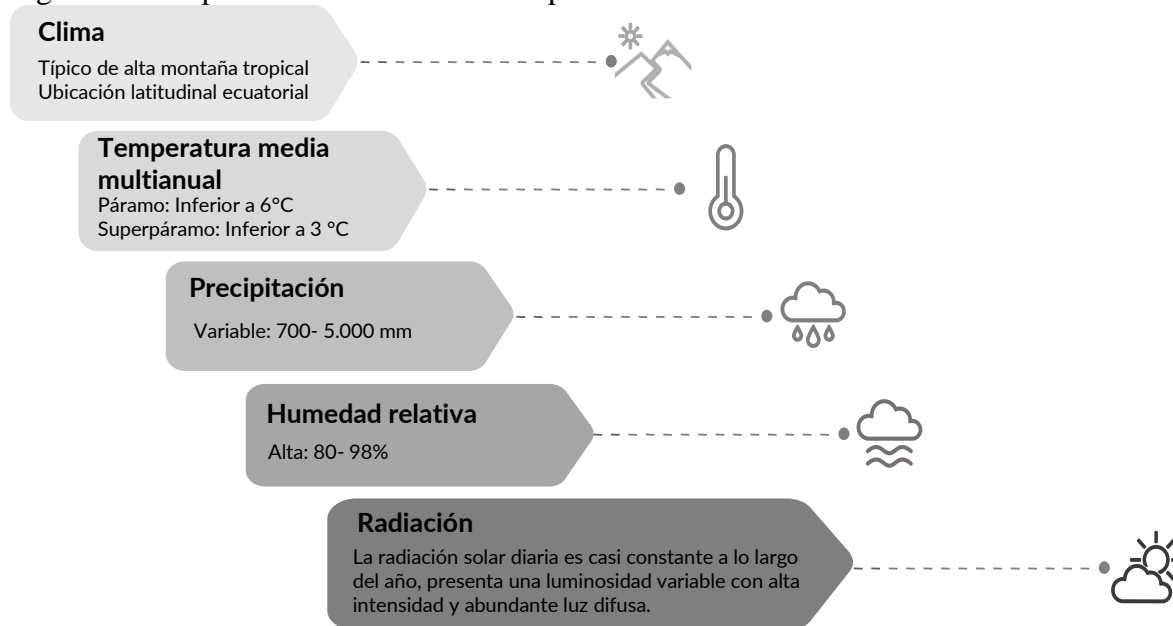 Clima
Típico de alta montaña tropical
Ubicación latitudinal ecuatorial
Temperatura media
multianual
Páramo: Inferior a 6°C
Superpáramo: Inferior a 3 °C
Precipitación
Variable: 700- 5.000 mm
Humedad relativa
Alta: 80- 98%
Radiación
La radiación solar diaria es casi constante a lo largo
del año, presenta una luminosidad variable con alta
intensidad y abundante luz difusa.